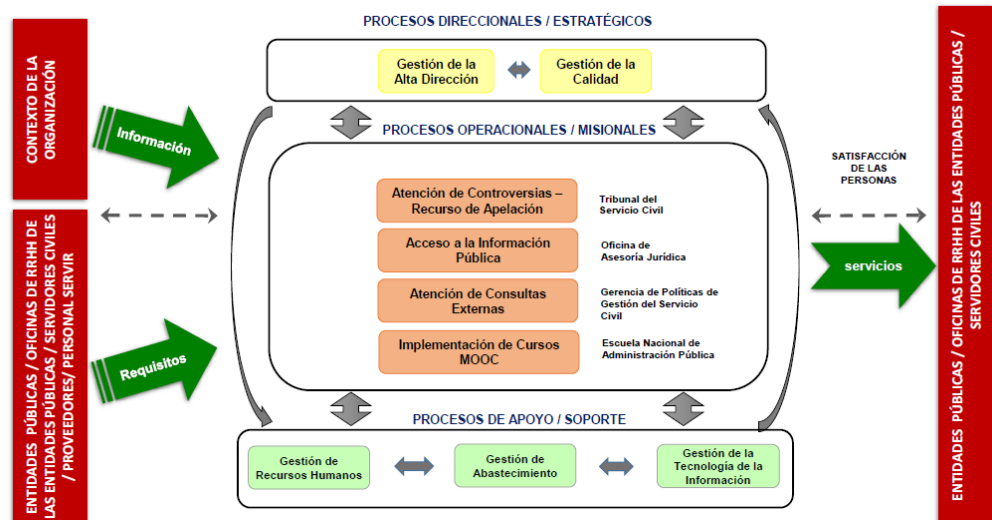 PROCESOS DIRECCIONALES / ESTRATÉGICOS
Gestión de la
Alta Dirección
Gestión de la
Calidad
CONTEXTO DE LA
ORGANIZACIÓN
Información
PROCESOS OPERACIONALES / MISIONALES
Atención de Controversias –
Recurso de Apelación
Tribunal del
Servicio Civil
Acceso a la Información
Pública
Oficina de
Asesoría Jurídica
Atención de Consultas
Externas
Gerencia de Políticas de
Gestión del Servicio
Civil
Implementación de Cursos
MOOC
Escuela Nacional de
Administración Pública
ENTIDADES PÚBLICAS / OFICINAS DE RRHH DE
LAS ENTIDADES PÚBLICAS / SERVIDORES CIVILES
/ PROVEEDORES/ PERSONAL SERVIR
Requisitos
PROCESOS DE APOYO / SOPORTE
Gestión de
Recursos Humanos
Gestión de
Abastecimiento
Gestión de la
Tecnología de la
Información
SATISFACCIÓN
DE LAS
PERSONAS
servicios
ENTIDADES PÚBLICAS / OFICINAS DE RRHH DE LAS ENTIDADES PÚBLICAS /
SERVIDORES CIVILES